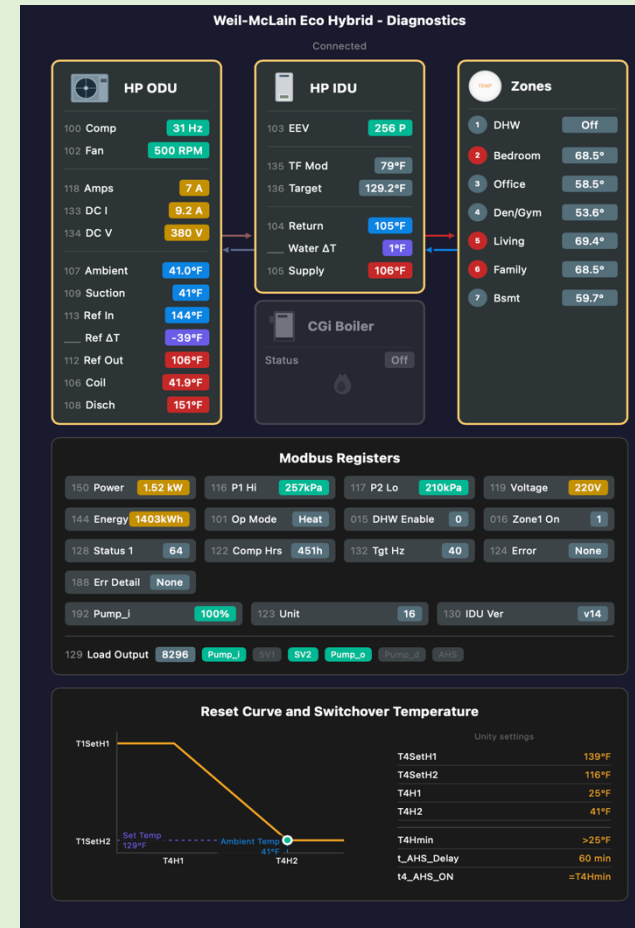 Weil-McLain Eco Hybrid - Diagnostics
Connected
HP ODU
100 Comp 31 Hz
102 Fan 500 RPM
118 Amps 7 A
133 DC I 9.2 A
134 DC V 380 V
107 Ambient 41.0°F
109 Suction 41°F
113 Ref In 144°F
___ Ref ΔT -39°F
112 Ref Out 106°F
106 Coil 41.9°F
108 Disch 151°F
HP IDU
103 EEV 256 P
135 TF Mod 79°F
136 Target 129.2°F
104 Return 105°F
___ Water ΔT 1°F
105 Supply 106°F
CGi Boiler
Status Off
TEMP
Zones
1 DHW Off
2 Bedroom 68.5°
3 Office 58.5°
4 Den/Gym 53.6°
5 Living 69.4°
6 Family 68.5°
7 Bsmt 59.7°
Modbus Registers
150 Power 1.52 kW 116 P1 Hi 257kPa 117 P2 Lo 210kPa 119 Voltage 220V
144 Energy 1403kWh 101 Op Mode Heat 015 DHW Enable 0 016 Zone1 On 1
128 Status 1 64 122 Comp Hrs 451h 132 Tgt Hz 40 124 Error None
188 Err Detail None
192 Pump_i 100% 123 Unit 16 130 IDU Ver v14
129 Load Output 8296 Pump_i SV1 SV2 Pump_o Pump_d AHS
Reset Curve and Switchover Temperature
T1SetH1
T1SetH2
Set Temp
129°F
Ambient Temp
41°F
T4H1 T4H2
Unity settings
T4SetH1 139°F
T4SetH2 116°F
T4H1 25°F
T4H2 41°F
T4Hmin >25°F
t_AHS_Delay 60 min
t4_AHS_ON =T4Hmin